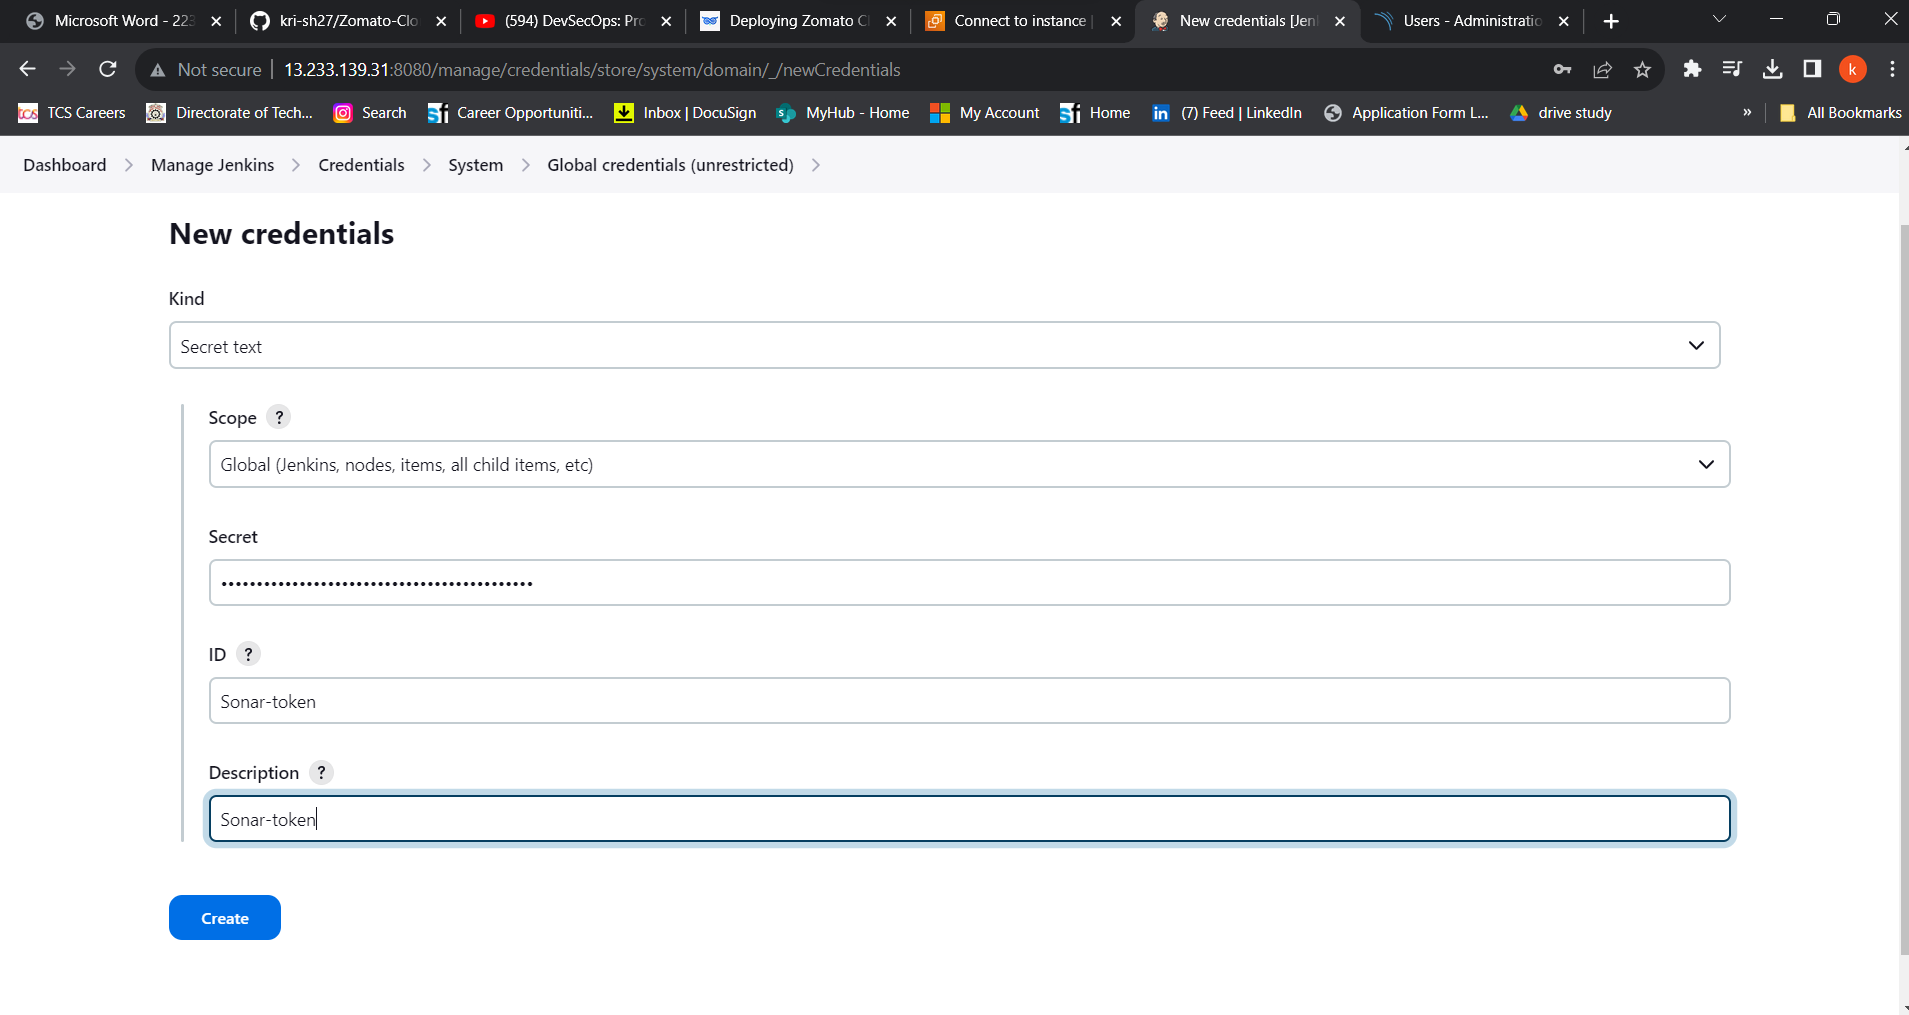 Microsoft Word - 223
kri-sh27/Zomato-Clo
(594) DevSecOps: Pro
Deploying Zomato Cl
Connect to instance |
New credentials [Jenk
Users - Administratio
Not secure | 13.233.139.31:8080/manage/credentials/store/system/domain/_/newCredentials
k
tcs TCS Careers
Directorate of Tech...
Search
Career Opportuniti...
Inbox | DocuSign
MyHub - Home
My Account
Home
(7) Feed | LinkedIn
Application Form L...
drive study
»
All Bookmarks
Dashboard > Manage Jenkins > Credentials > System > Global credentials (unrestricted) >
New credentials
Kind
Secret text
Scope ?
Global (Jenkins, nodes, items, all child items, etc)
Secret
••••••••••••••••••••••••••••••••••••••••••••
ID ?
Sonar-token
Description ?
Sonar-token
Create